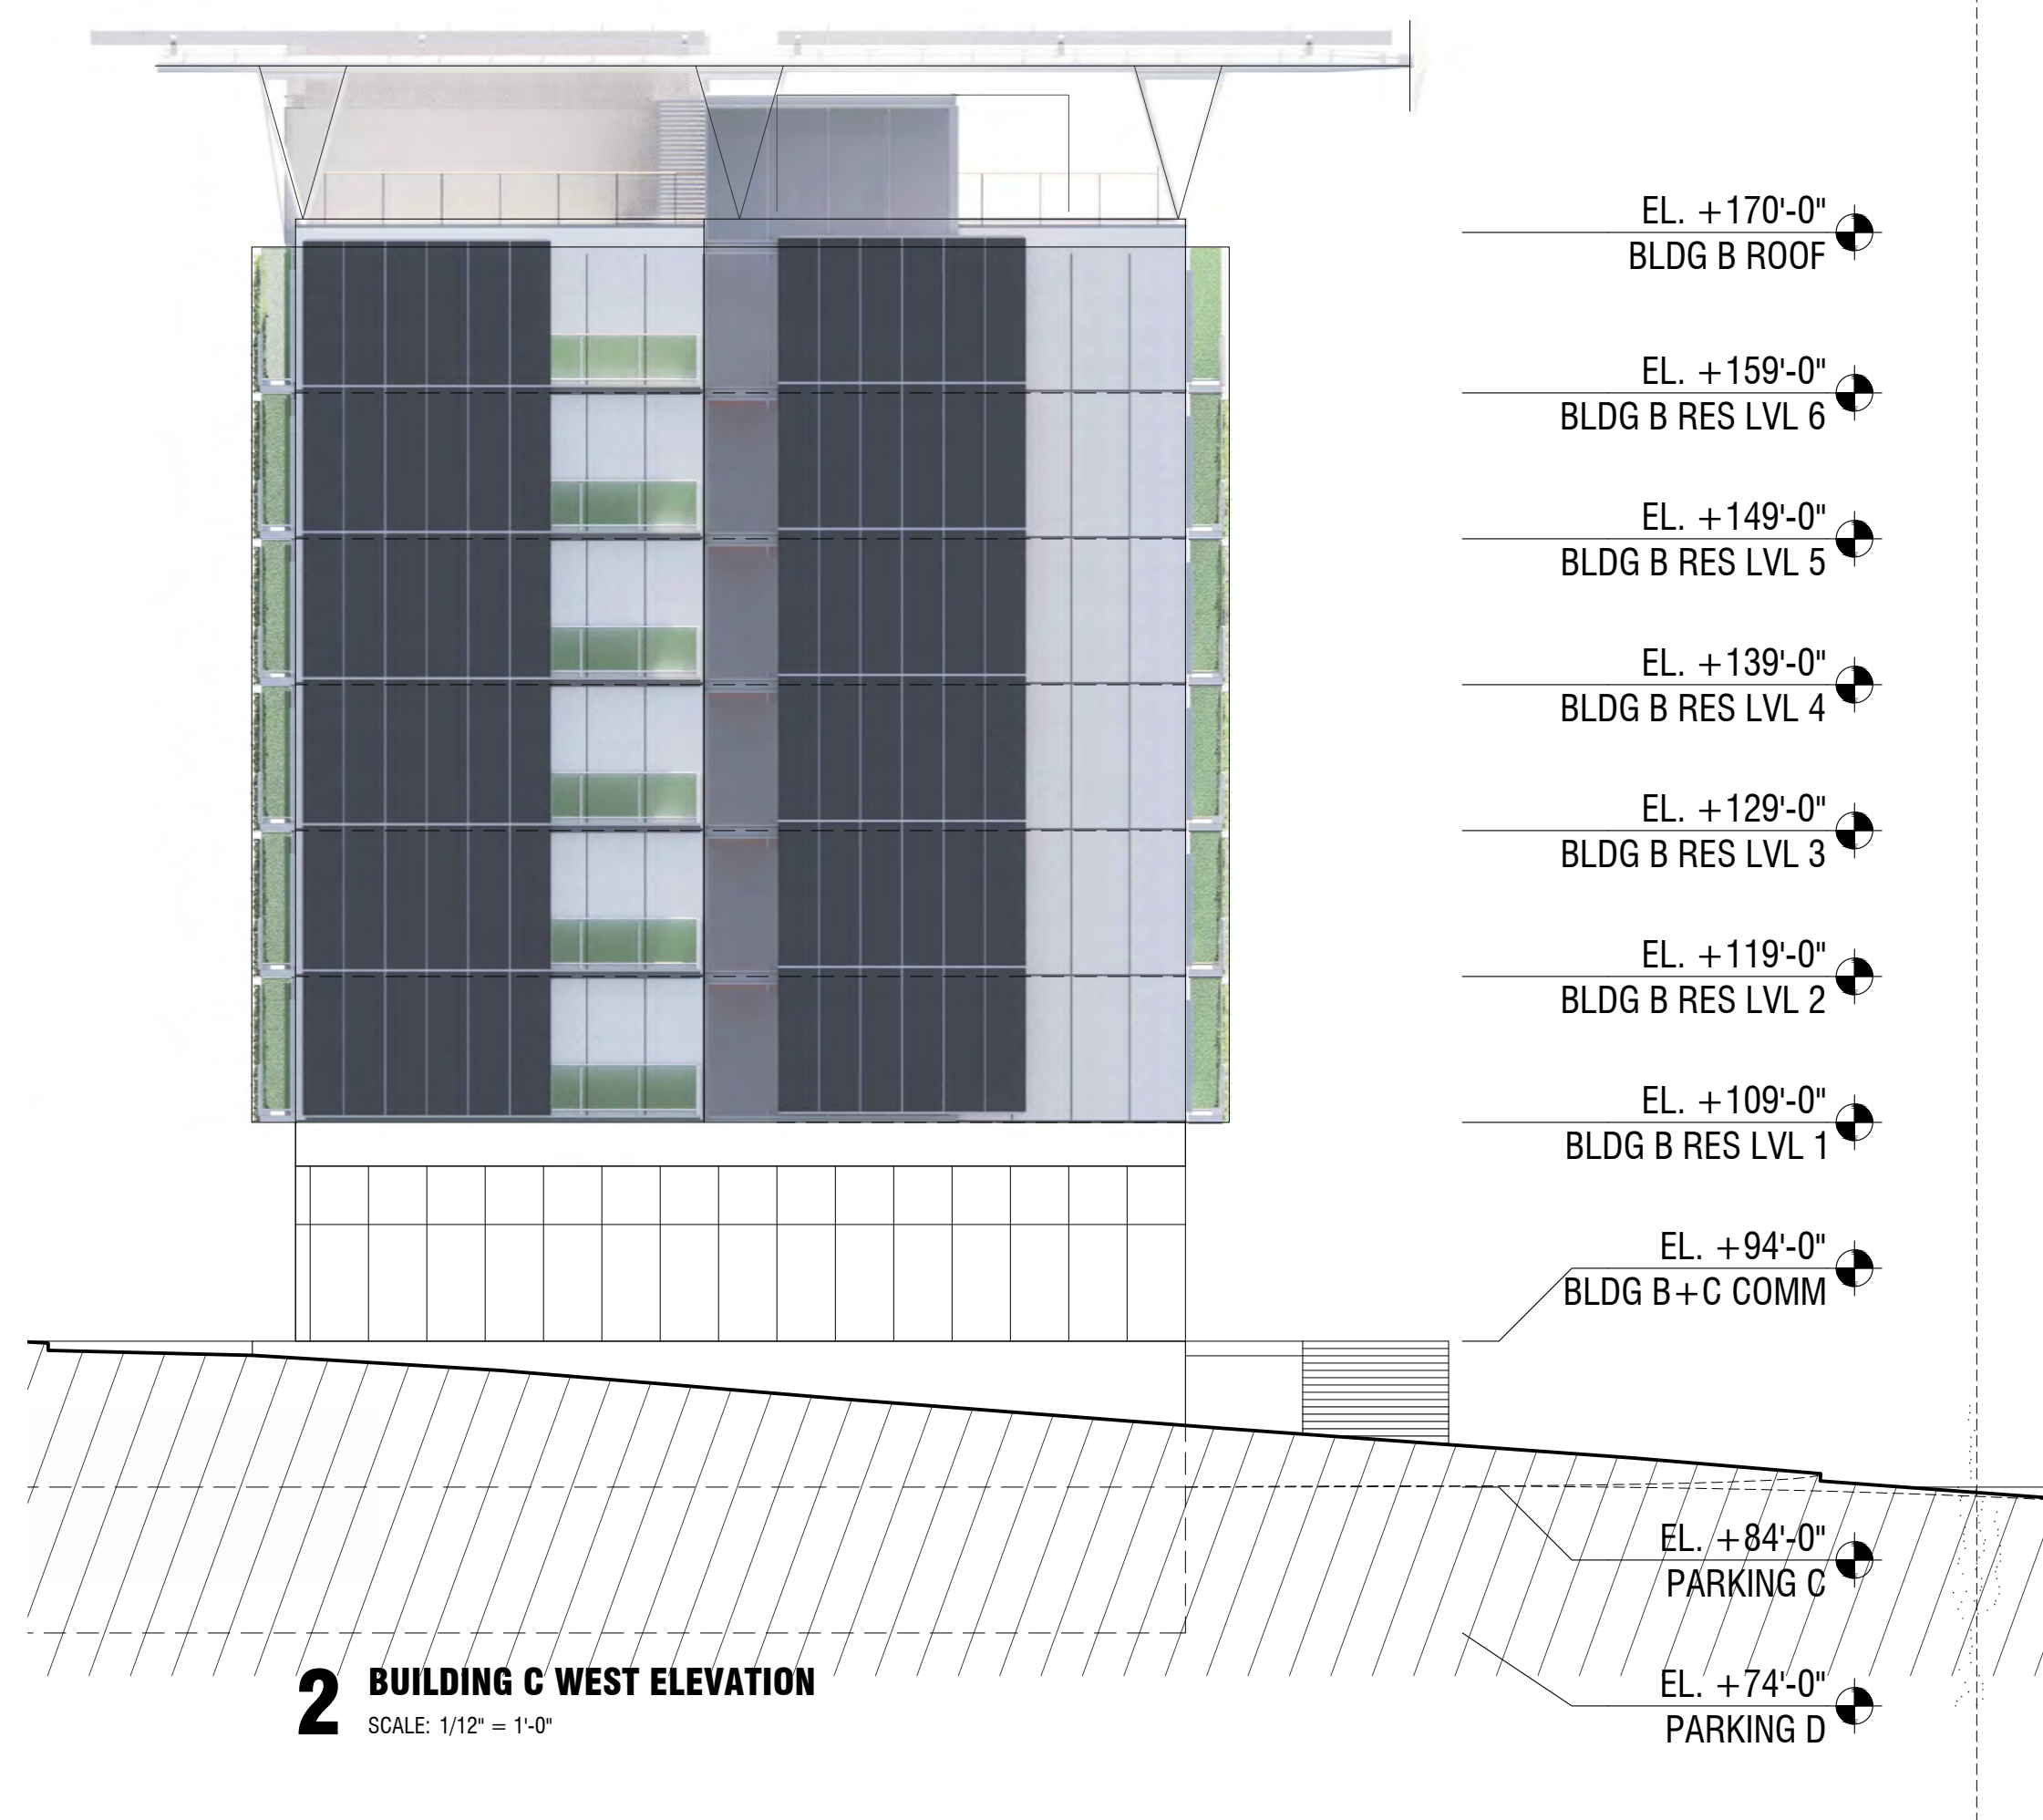 EL. +170'-0"
BLDG B ROOF
EL. +159'-0"
BLDG B RES LVL 6
EL. +149'-0"
BLDG B RES LVL 5
EL. +139'-0"
BLDG B RES LVL 4
EL. +129'-0"
BLDG B RES LVL 3
EL. +119'-0"
BLDG B RES LVL 2
EL. +109'-0"
BLDG B RES LVL 1
EL. +94'-0"
BLDG B+C COMM
EL. +84'-0"
PARKING C
EL. +74'-0"
PARKING D
2 BUILDING C WEST ELEVATION
SCALE: 1/12" = 1'-0"